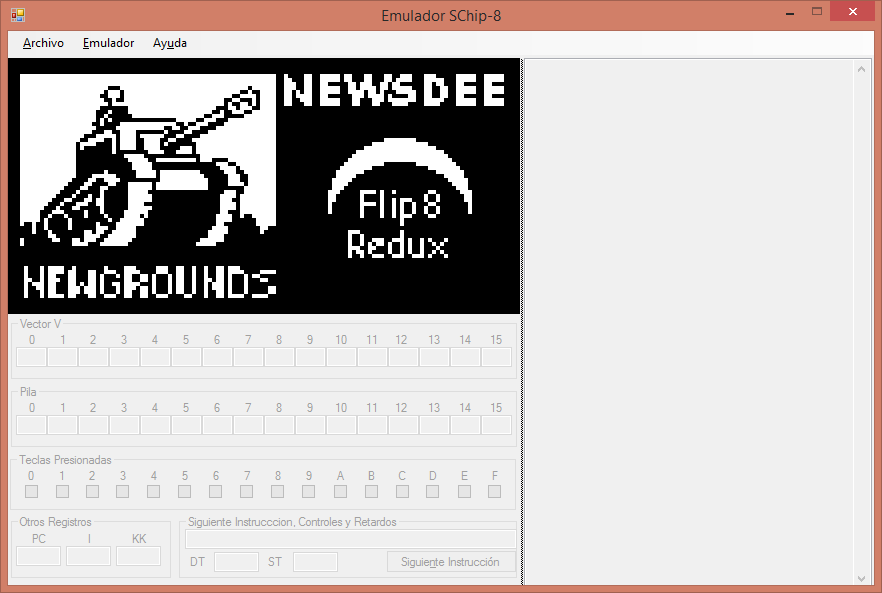 Emulador SChip-8
Archivo Emulador Ayuda
NEWSDEE
Flip8
Redux
NEWGROUNDS
Vector V
0 1 2 3 4 5 6 7 8 9 10 11 12 13 14 15
Pila
0 1 2 3 4 5 6 7 8 9 10 11 12 13 14 15
Teclas Presionadas
0 1 2 3 4 5 6 7 8 9 A B C D E F
Otros Registros
PC I KK
Siguiente Instrucccion, Controles y Retardos
DT ST Siguiente Instrucción